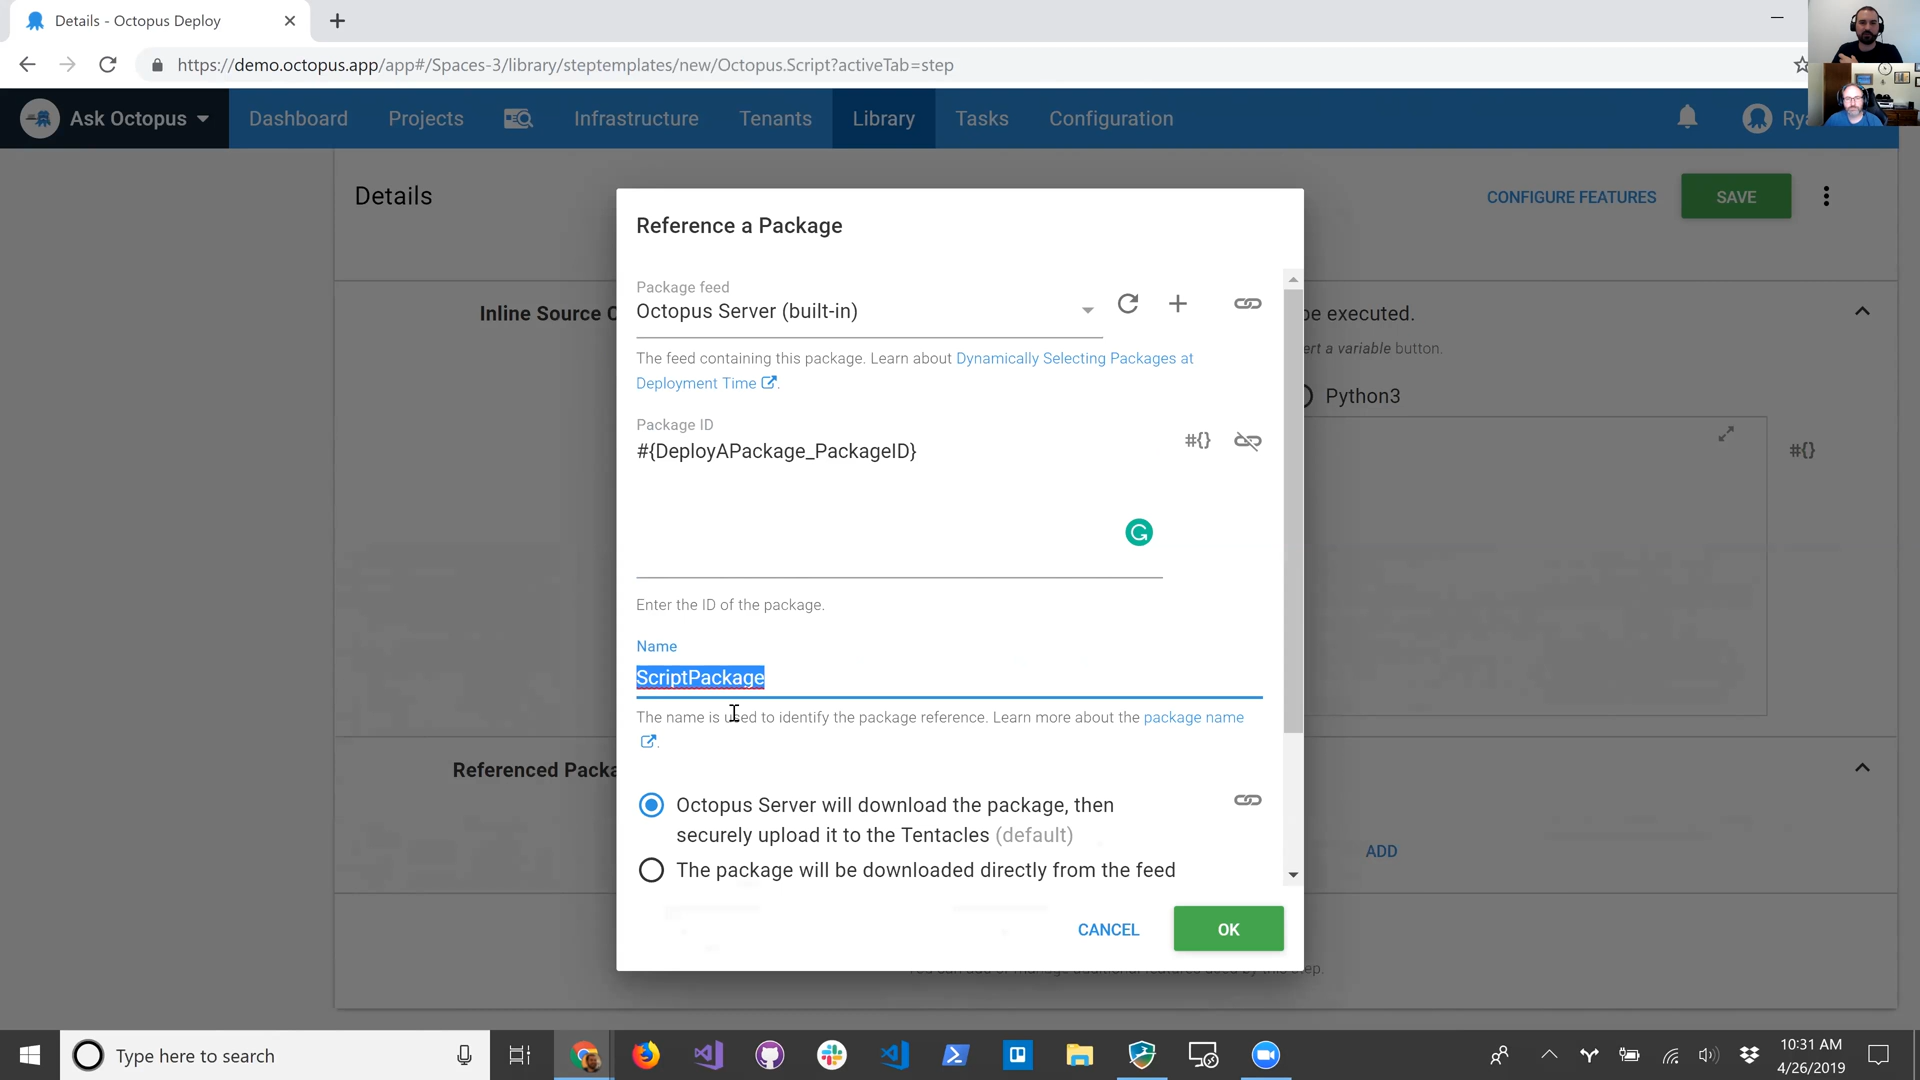 Details - Octopus Deploy
https://demo.octopus.app/app#/Spaces-3/library/steptemplates/new/Octopus.Script?activeTab=step
Ask Octopus
Dashboard
Projects
Infrastructure
Tenants
Library
Tasks
Configuration
Details
CONFIGURE FEATURES
SAVE
Reference a Package
Package feed
Octopus Server (built-in)
The feed containing this package. Learn about Dynamically Selecting Packages at
Deployment Time .
Inline Source
be executed.
button.
Python3
Package ID
#{DeployAPackage_PackageID}
#{}
#{}
Enter the ID of the package.
Name
ScriptPackage
The name is used to identify the package reference. Learn more about the package name
.
Referenced
ADD
Octopus Server will download the package, then
securely upload it to the Tentacles (default)
The package will be downloaded directly from the feed
CANCEL
OK
Type here to search
10:31 AM
4/26/2019